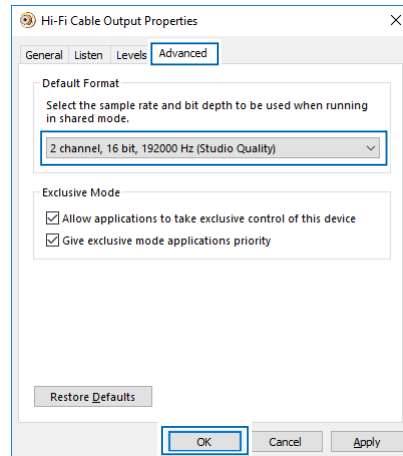 Hi-Fi Cable Output Properties
General Listen Levels Advanced
Default Format
Select the sample rate and bit depth to be used when running
in shared mode.
2 channel, 16 bit, 192000 Hz (Studio Quality)
Exclusive Mode
Allow applications to take exclusive control of this device
Give exclusive mode applications priority
Restore Defaults
OK Cancel Apply